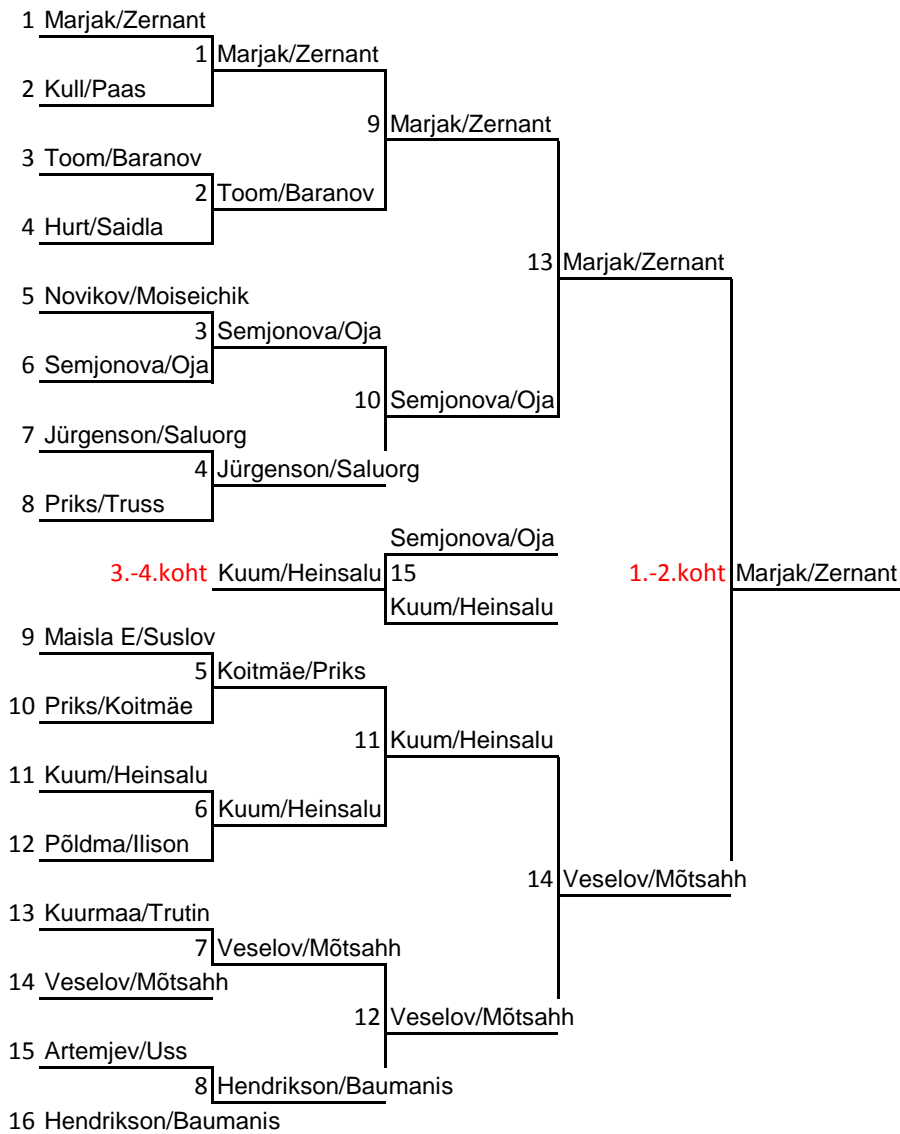 1 Marjak/Zernant
1 Marjak/Zernant
2 Kull/Paas
9 Marjak/Zernant
3 Toom/Baranov
2 Toom/Baranov
4 Hurt/Saidla
13 Marjak/Zernant
5 Novikov/Moiseichik
3 Semjonova/Oja
6 Semjonova/Oja
10 Semjonova/Oja
7 Jürgenson/Saluorg
4 Jürgenson/Saluorg
8 Priks/Truss
Semjonova/Oja
3.-4.koht Kuum/Heinsalu 15 1.-2.koht Marjak/Zernant
Kuum/Heinsalu
9 Maisla E/Suslov
5 Koitmäe/Priks
10 Priks/Koitmäe
11 Kuum/Heinsalu
11 Kuum/Heinsalu
6 Kuum/Heinsalu
12 Põldma/Ilison
14 Veselov/Mõtsahh
13 Kuurmaa/Trutin
7 Veselov/Mõtsahh
14 Veselov/Mõtsahh
12 Veselov/Mõtsahh
15 Artemjev/Uss
8 Hendrikson/Baumanis
16 Hendrikson/Baumanis